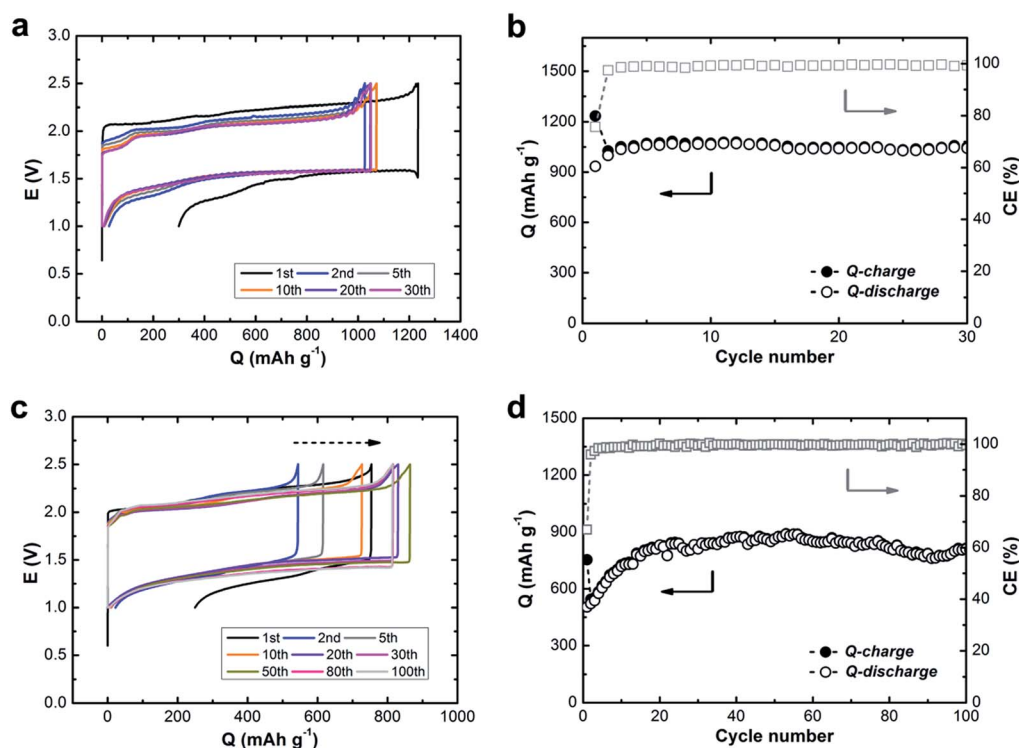 a
3.0
2.5
2.0
1.5
1.0
0.5
0.0
E (V)
1st 2nd 5th
10th 20th 30th
0 200 400 600 800 1000 1200 1400
Q (mAh g⁻¹)
b
1500
1200
900
600
300
0
Q (mAh g⁻¹)
100
80
60
40
20
0
CE (%)
Q-charge
Q-discharge
0 10 20 30
Cycle number
c
3.0
2.5
2.0
1.5
1.0
0.5
0.0
E (V)
1st 2nd 5th
10th 20th 30th
50th 80th 100th
0 200 400 600 800 1000
Q (mAh g⁻¹)
d
1500
1200
900
600
300
0
Q (mAh g⁻¹)
100
80
60
40
20
0
CE (%)
Q-charge
Q-discharge
0 20 40 60 80 100
Cycle number